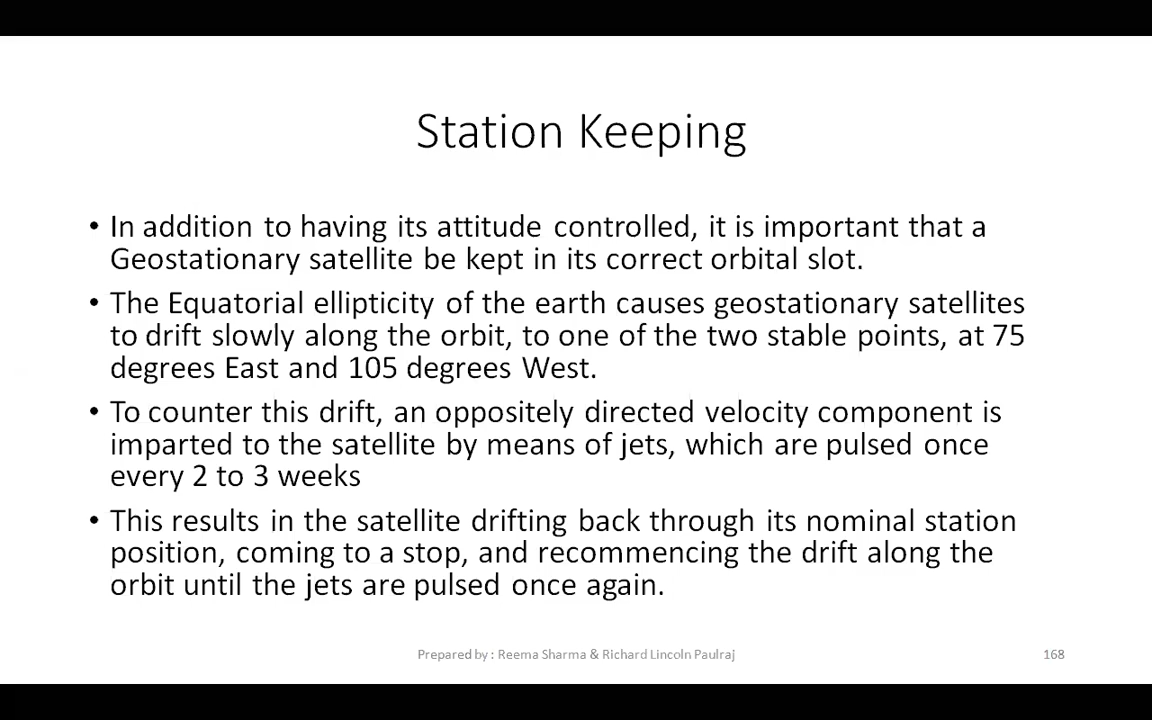 Station Keeping
• In addition to having its attitude controlled, it is important that a
Geostationary satellite be kept in its correct orbital slot.
• The Equatorial ellipticity of the earth causes geostationary satellites
to drift slowly along the orbit, to one of the two stable points, at 75
degrees East and 105 degrees West.
• To counter this drift, an oppositely directed velocity component is
imparted to the satellite by means of jets, which are pulsed once
every 2 to 3 weeks
• This results in the satellite drifting back through its nominal station
position, coming to a stop, and recommencing the drift along the
orbit until the jets are pulsed once again.
Prepared by : Reema Sharma & Richard Lincoln Paulraj
168